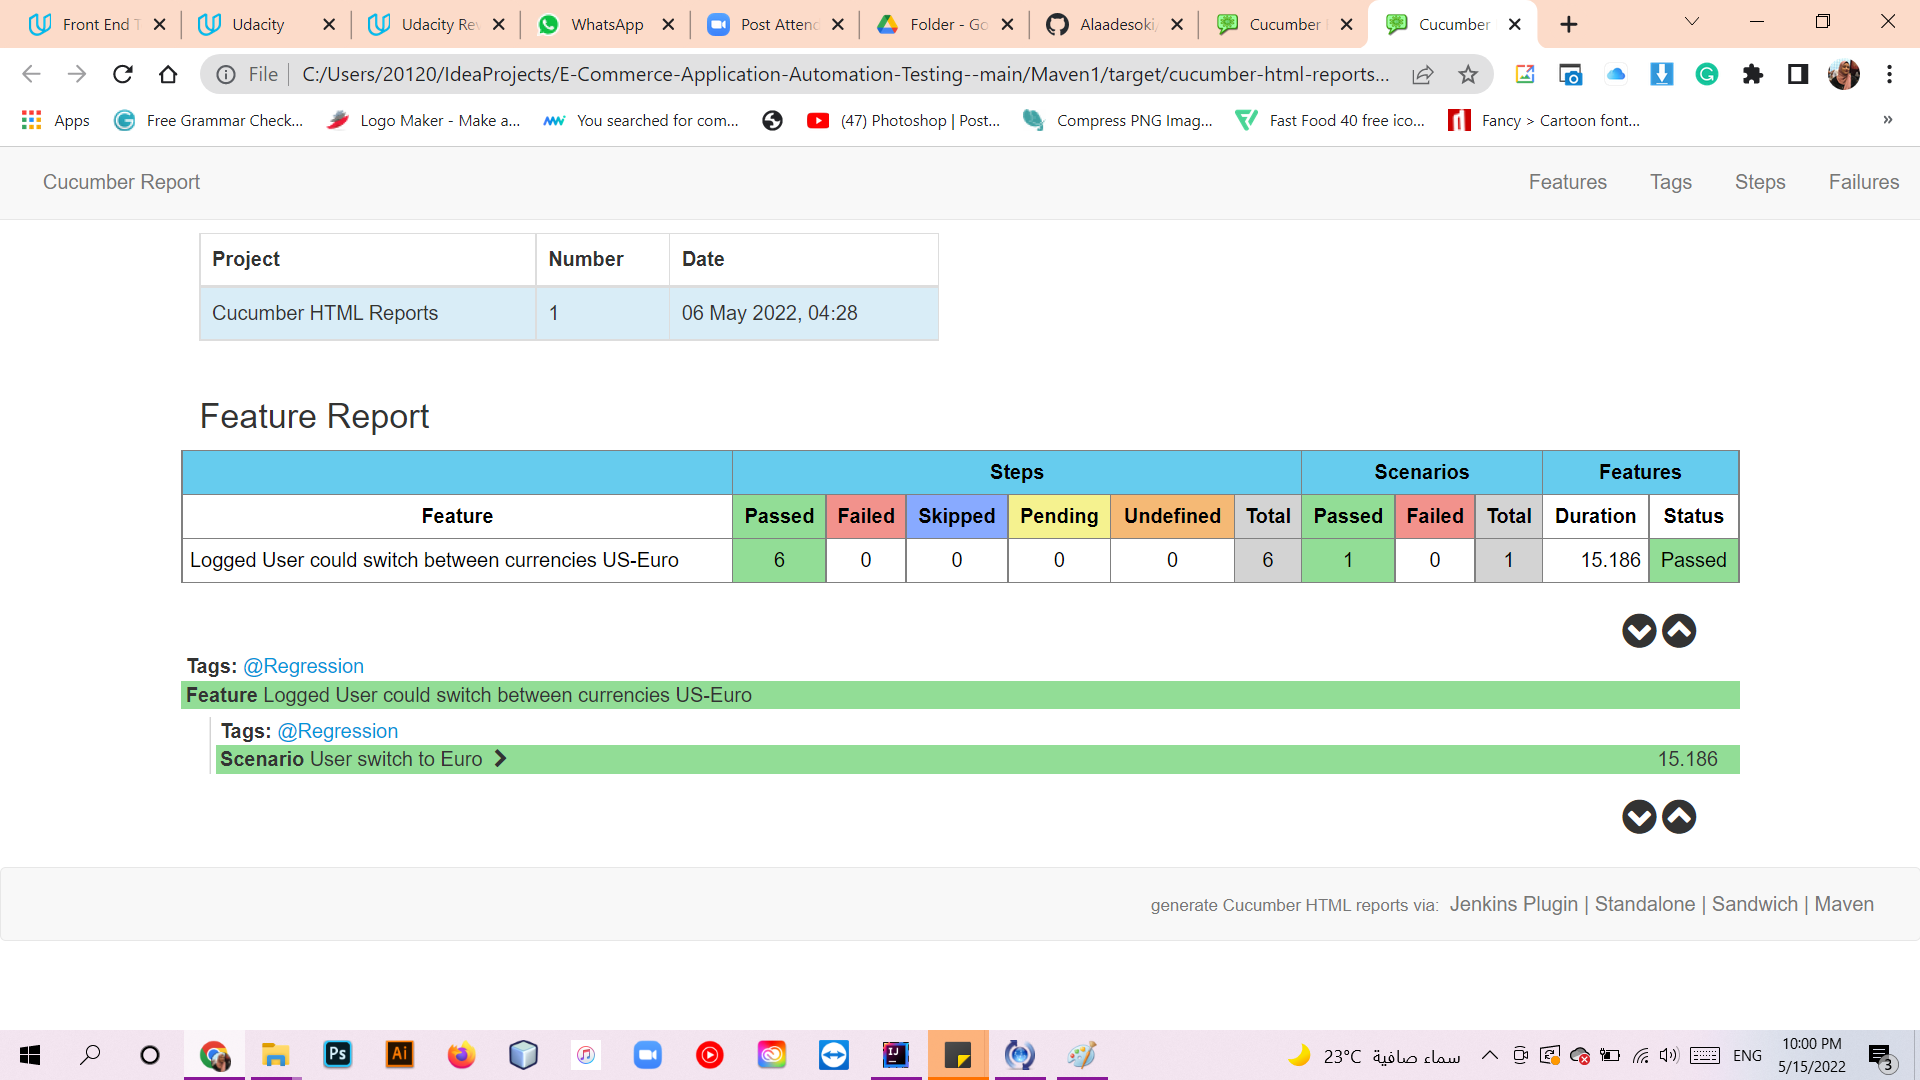 Front End T
Udacity
Udacity Rev
WhatsApp
Post Attend
Folder - Go
Alaadesoki/
Cucumber
Cucumber
File
C:/Users/20120/IdeaProjects/E-Commerce-Application-Automation-Testing--main/Maven1/target/cucumber-html-reports...
Apps
Free Grammar Check...
Logo Maker - Make a...
You searched for com...
(47) Photoshop | Post...
Compress PNG Imag...
Fast Food 40 free ico...
Fancy > Cartoon font...
»
Cucumber Report
Features
Tags
Steps
Failures
Project Number Date
Cucumber HTML Reports 1 06 May 2022, 04:28
Feature Report
Steps Scenarios Features
Feature Passed Failed Skipped Pending Undefined Total Passed Failed Total Duration Status
Logged User could switch between currencies US-Euro 6 0 0 0 0 6 1 0 1 15.186 Passed
Tags: @Regression
Feature Logged User could switch between currencies US-Euro
Tags: @Regression
Scenario User switch to Euro 15.186
generate Cucumber HTML reports via: Jenkins Plugin | Standalone | Sandwich | Maven
Ps
Ai
IJ
23°C سماء صافية
ENG
10:00 PM
5/15/2022
3